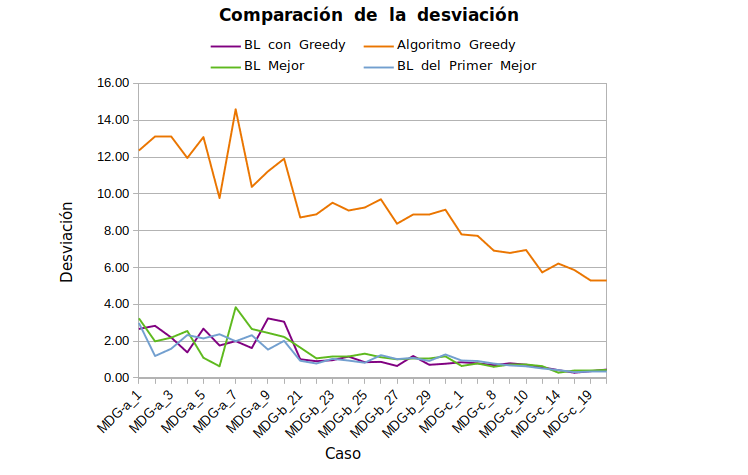 Comparación de la desviación
BL con Greedy
Algoritmo Greedy
BL Mejor
BL del Primer Mejor
16.00
14.00
12.00
10.00
8.00
6.00
4.00
2.00
0.00
Desviación
MDG-a_1
MDG-a_3
MDG-a_5
MDG-a_7
MDG-a_9
MDG-b_21
MDG-b_23
MDG-b_25
MDG-b_27
MDG-b_29
MDG-c_1
MDG-c_8
MDG-c_10
MDG-c_14
MDG-c_19
Caso